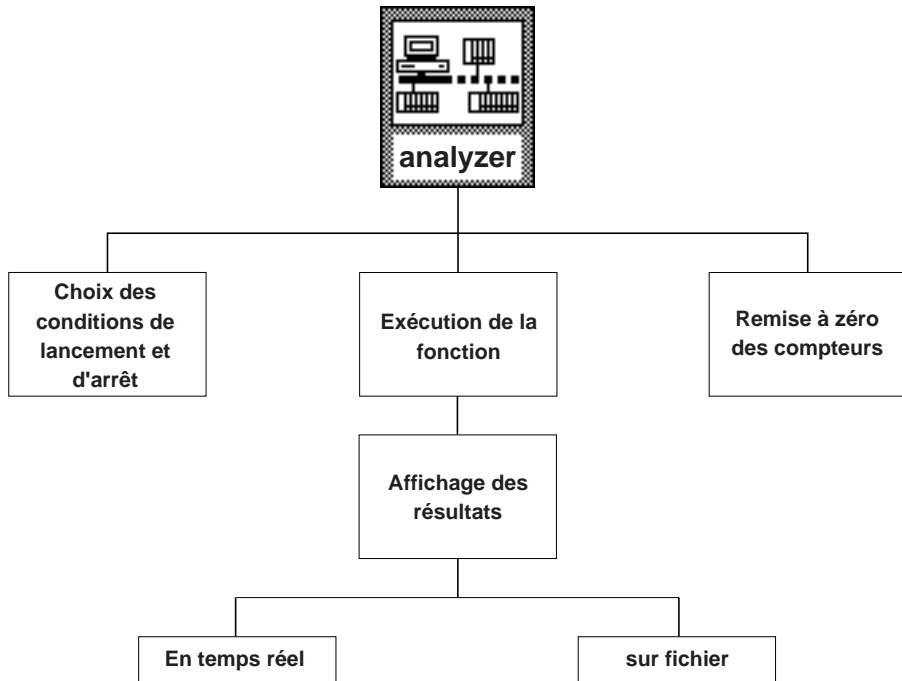 analyzer
Choix des
conditions de
lancement et
d'arrêt
Exécution de la
fonction
Remise à zéro
des compteurs
Affichage des
résultats
En temps réel
sur fichier